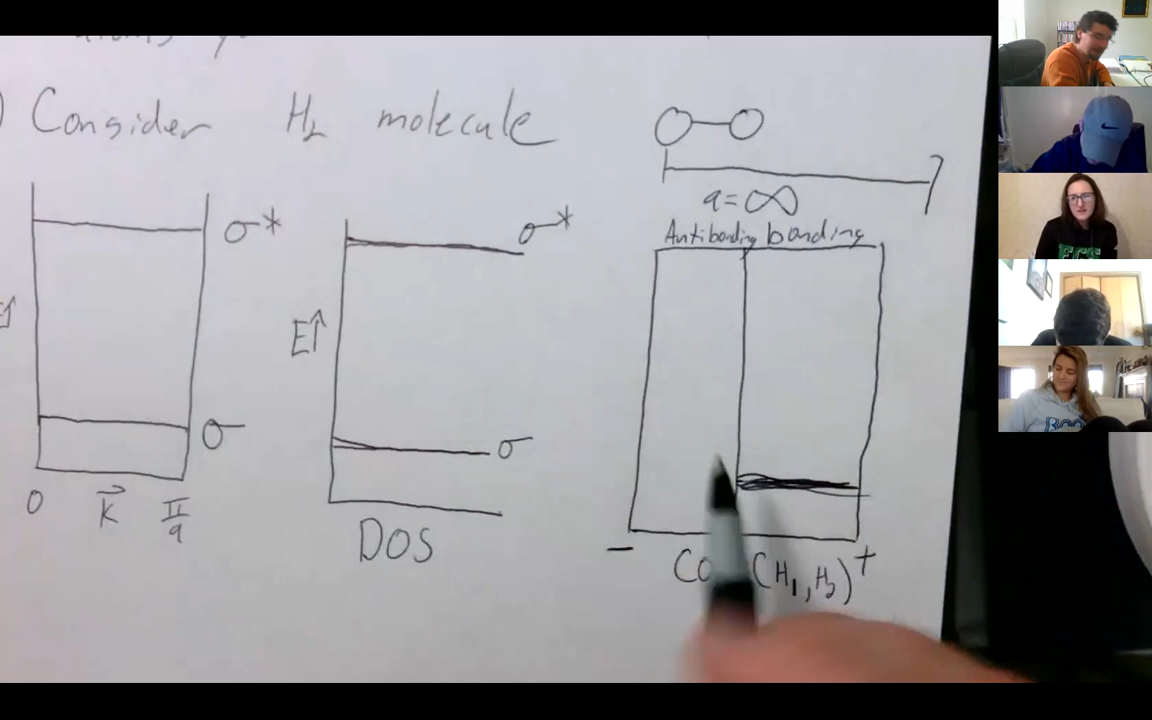 Consider H₂ molecule
a = ∞
σ*
σ*
Antibonding bonding
E↑
σ
σ
0 k⃗ π/a
DOS
− (H₁,H₂) +